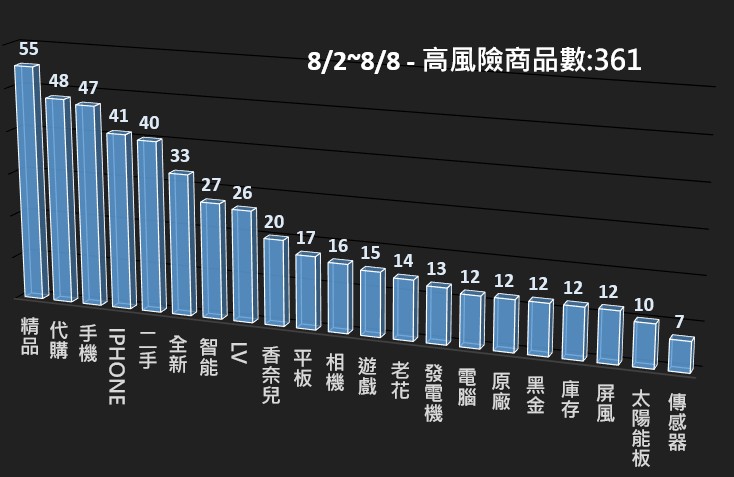 8/2~8/8 - 高風險商品數:361
55
48
47
41
40
33
27
26
20
17
16
15
14
13
12
12
12
12
12
10
7
精品
代購
手機
IPHONE
二手
全新
智能
LV
香奈兒
平板
相機
遊戲
老花
發電機
電腦
原廠
黑金
庫存
屏風
太陽能板
傳感器